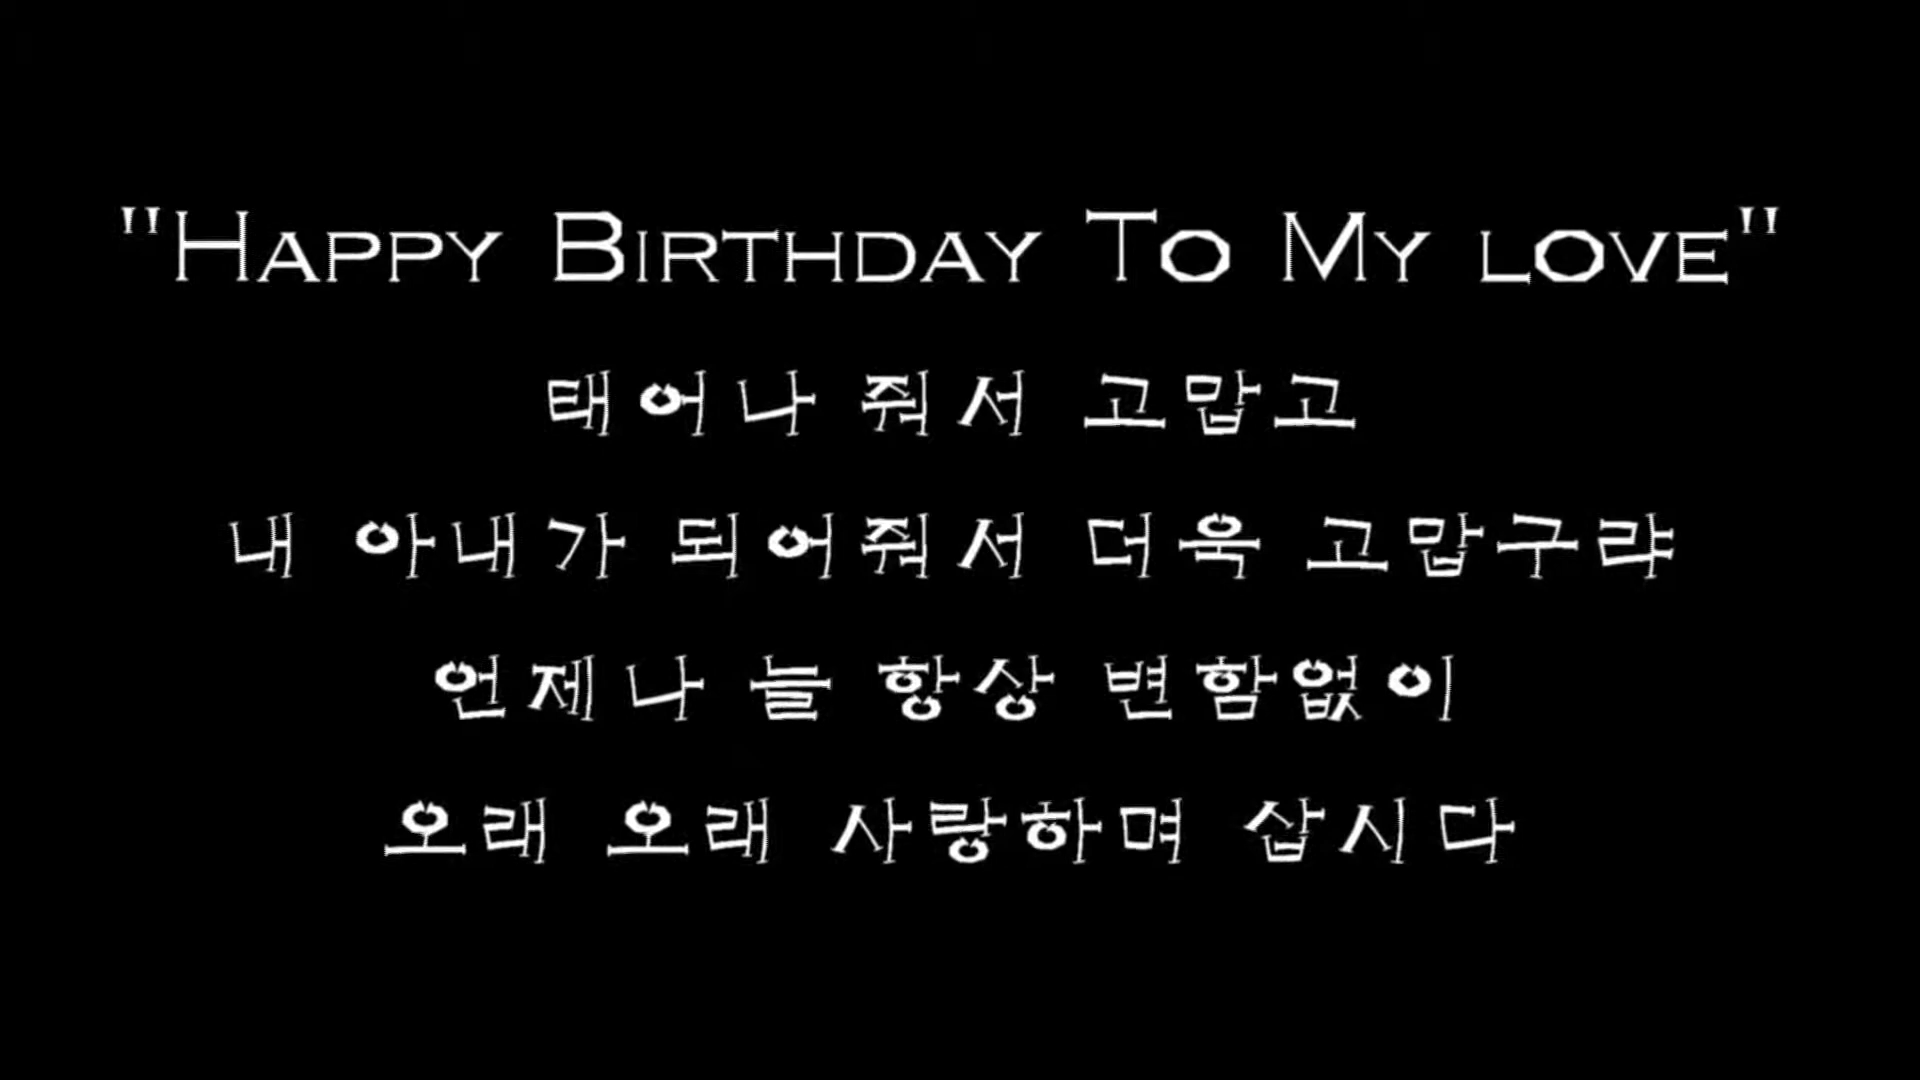 "Happy Birthday To My love"
태어나 줘서 고맙고
내 아내가 되어줘서 더욱 고맙구랴
언제나 늘 항상 변함없이
오래 오래 사랑하며 삽시다